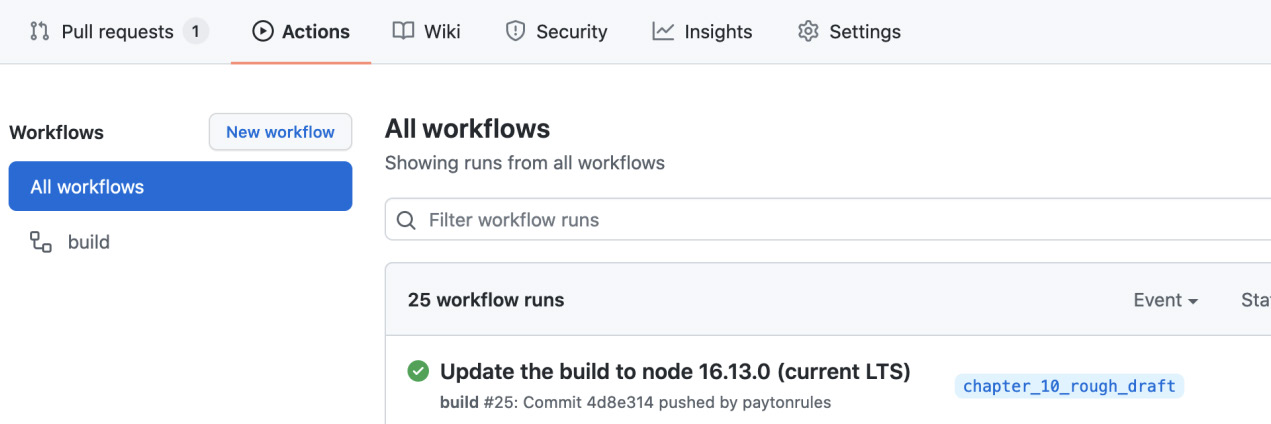 Pull requests 1 Actions Wiki Security Insights Settings
Workflows New workflow
All workflows
build
All workflows
Showing runs from all workflows
Filter workflow runs
25 workflow runs Event Sta
Update the build to node 16.13.0 (current LTS)
build #25: Commit 4d8e314 pushed by paytonrules
chapter_10_rough_draft